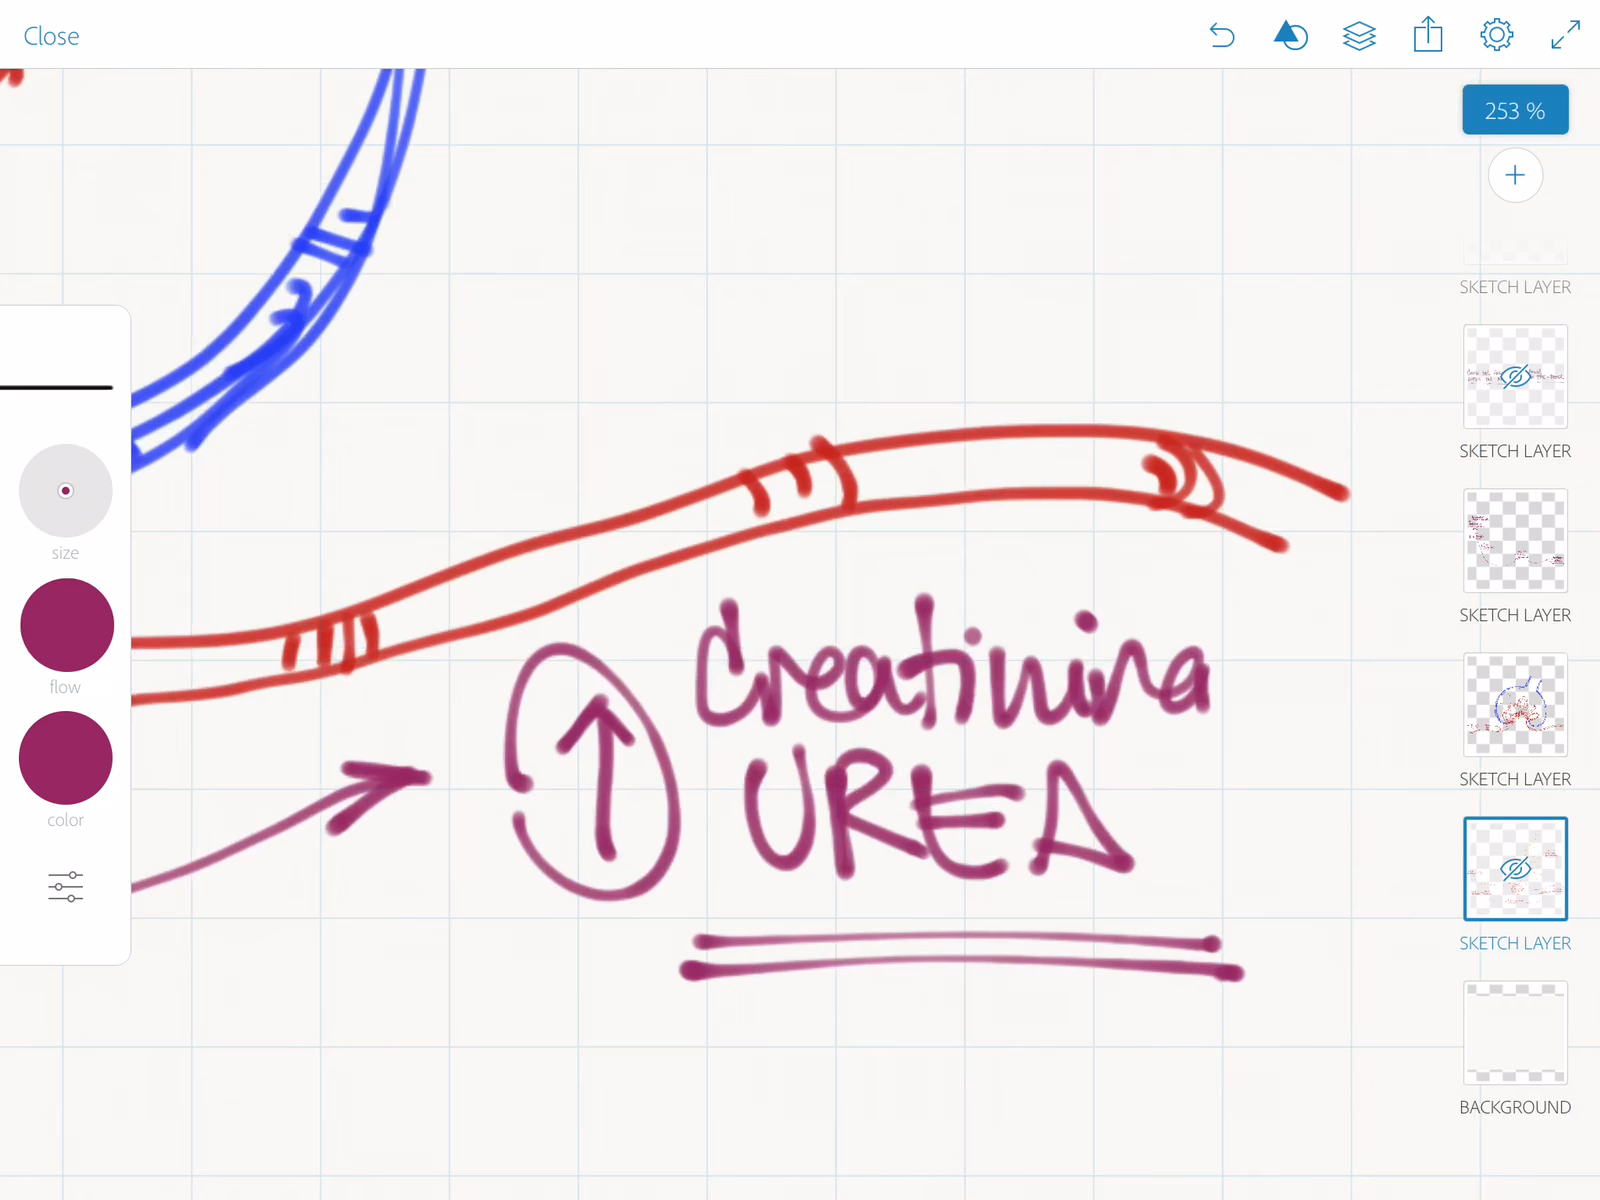 Close
253 %
SKETCH LAYER
SKETCH LAYER
size
SKETCH LAYER
flow
creatinina
UREA
SKETCH LAYER
color
SKETCH LAYER
BACKGROUND